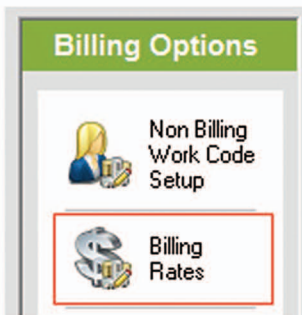 Billing Options
Non Billing
Work Code
Setup
Billing
Rates